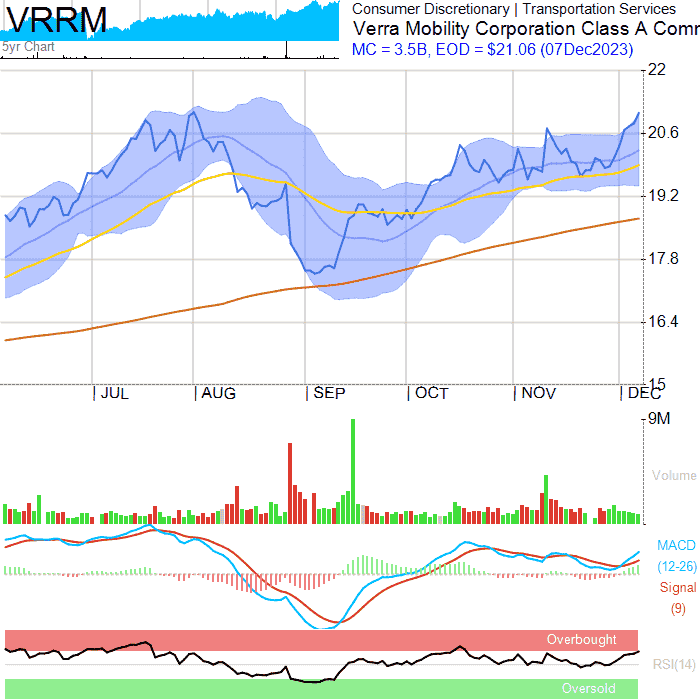 VRRM
5yr Chart
Consumer Discretionary | Transportation Services
Verra Mobility Corporation Class A Comm
MC = 3.5B, EOD = $21.06 (07Dec2023)
22
20.6
19.2
17.8
16.4
15
| JUL | AUG | SEP | OCT | NOV | DEC
9M
Volume
MACD
(12-26)
Signal
(9)
Overbought
RSI(14)
Oversold